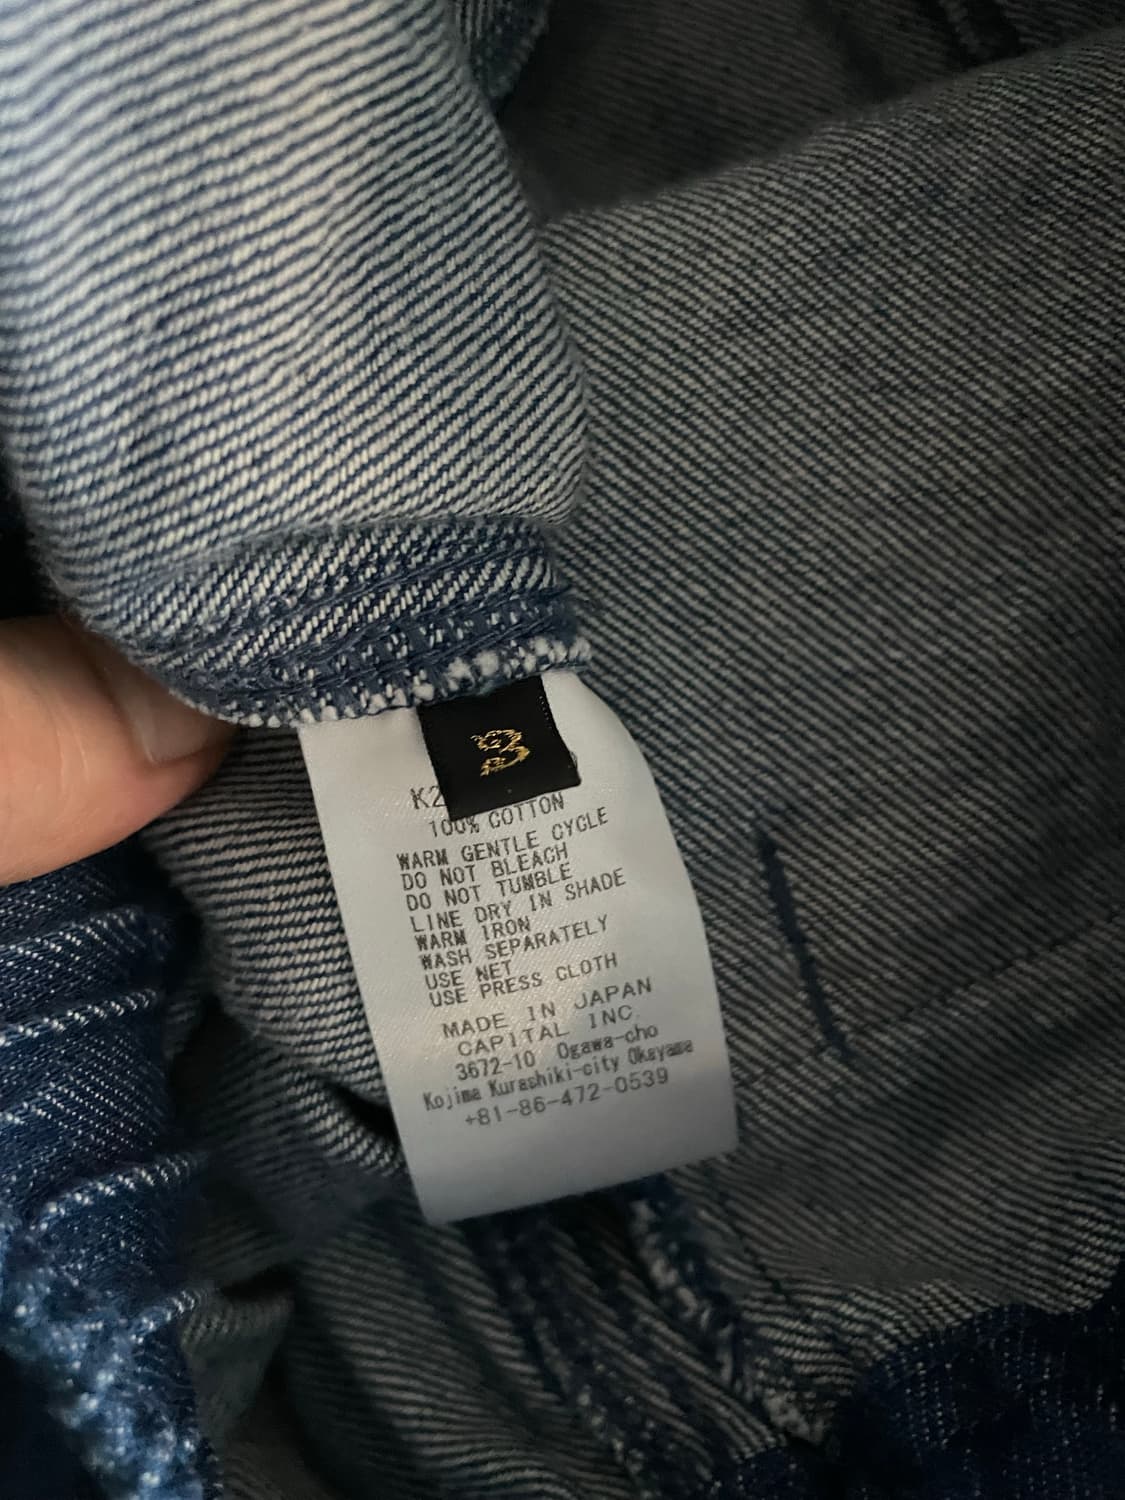 3
K2
100% COTTON
WARM GENTLE CYCLE
DO NOT BLEACH
DO NOT TUMBLE
LINE DRY IN SHADE
WARM IRON
WASH SEPARATELY
USE NET
USE PRESS CLOTH
MADE IN JAPAN
CAPITAL INC.
3672-10 Ogawa-cho
Kojima Kurashiki-city Okayama
+81-86-472-0539